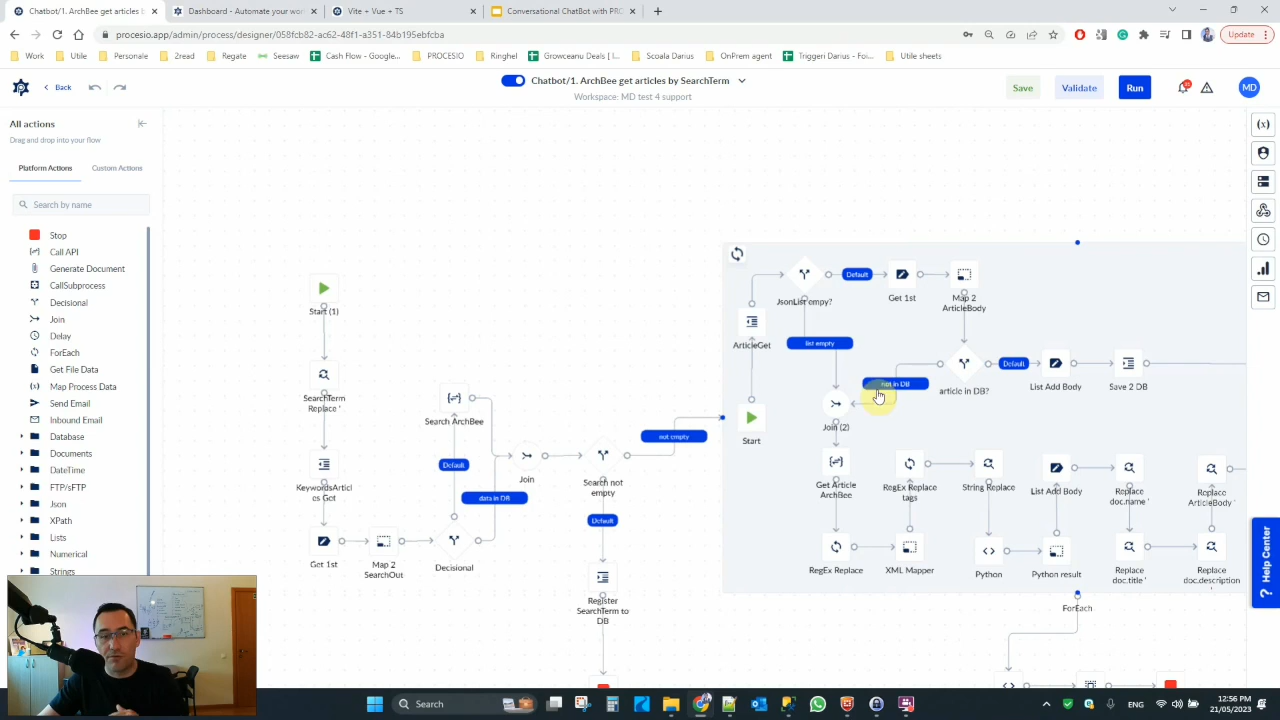 Chatbot/1. ArchBee get articles b
Dashboard - Automate your wor
Vite + Vue + TS
Conversational ChatBot with PRO
procesio.app/admin/process/designer/058fcb82-ac62-48f1-a351-84b195ebfcba
Update
Work
Utile
Personale
2read
Regate
Seesaw
Cash Flow - Google...
PROCESIO
Ringhel
Growceanu Deals [ I...
Scoala Darius
OnPrem agent
Triggeri Darius - Fo...
Utile sheets
Back
Chatbot/1. ArchBee get articles by SearchTerm
Workspace: MD test 4 support
Save
Validate
Run
MD
All actions
Drag and drop into your flow
Platform Actions
Custom Actions
Search by name
Stop
Call API
Generate Document
CallSubprocess
Decisional
Join
Delay
ForEach
Get File Data
Map Process Data
Send Email
Inbound Email
Database
Documents
DateTime
FTP/sFTP
Json
XPath
Lists
Numerical
Strings
Start (1)
SearchTerm
Replace '
KeywordsArticl
es Get
Get 1st
Map 2
SearchOut
Decisional
data in DB
Default
Search ArchBee
Join
Search not
empty
not empty
Default
Register
SearchTerm to
DB
Start
ArticleGet
JsonList empy?
Default
list empty
Get 1st
Map 2
ArticleBody
article in DB?
not in DB
Default
List Add Body
Save 2 DB
Join (2)
Get Article
ArchBee
RegEx Replace
RegEx Replace
tags
XML Mapper
String Replace
Python
List Add Body
Python result
Replace
doc.name '
Replace
doc.title '
Replace
ArticleBody '
Replace
doc.description
ForEach
(x)
? Help Center
Search
ENG
12:56 PM
21/05/2023